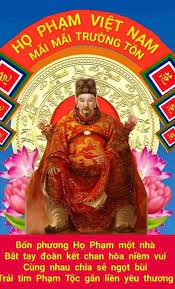 HỌ PHẠM VIỆT NAM
MÃI MÃI TRƯỜNG TỒN
Bốn phương Họ Phạm một nhà
Bắt tay đoàn kết chan hòa niềm vui
Cùng nhau chia sẻ ngọt bùi
Trái tim Phạm Tộc gắn liền yêu thương